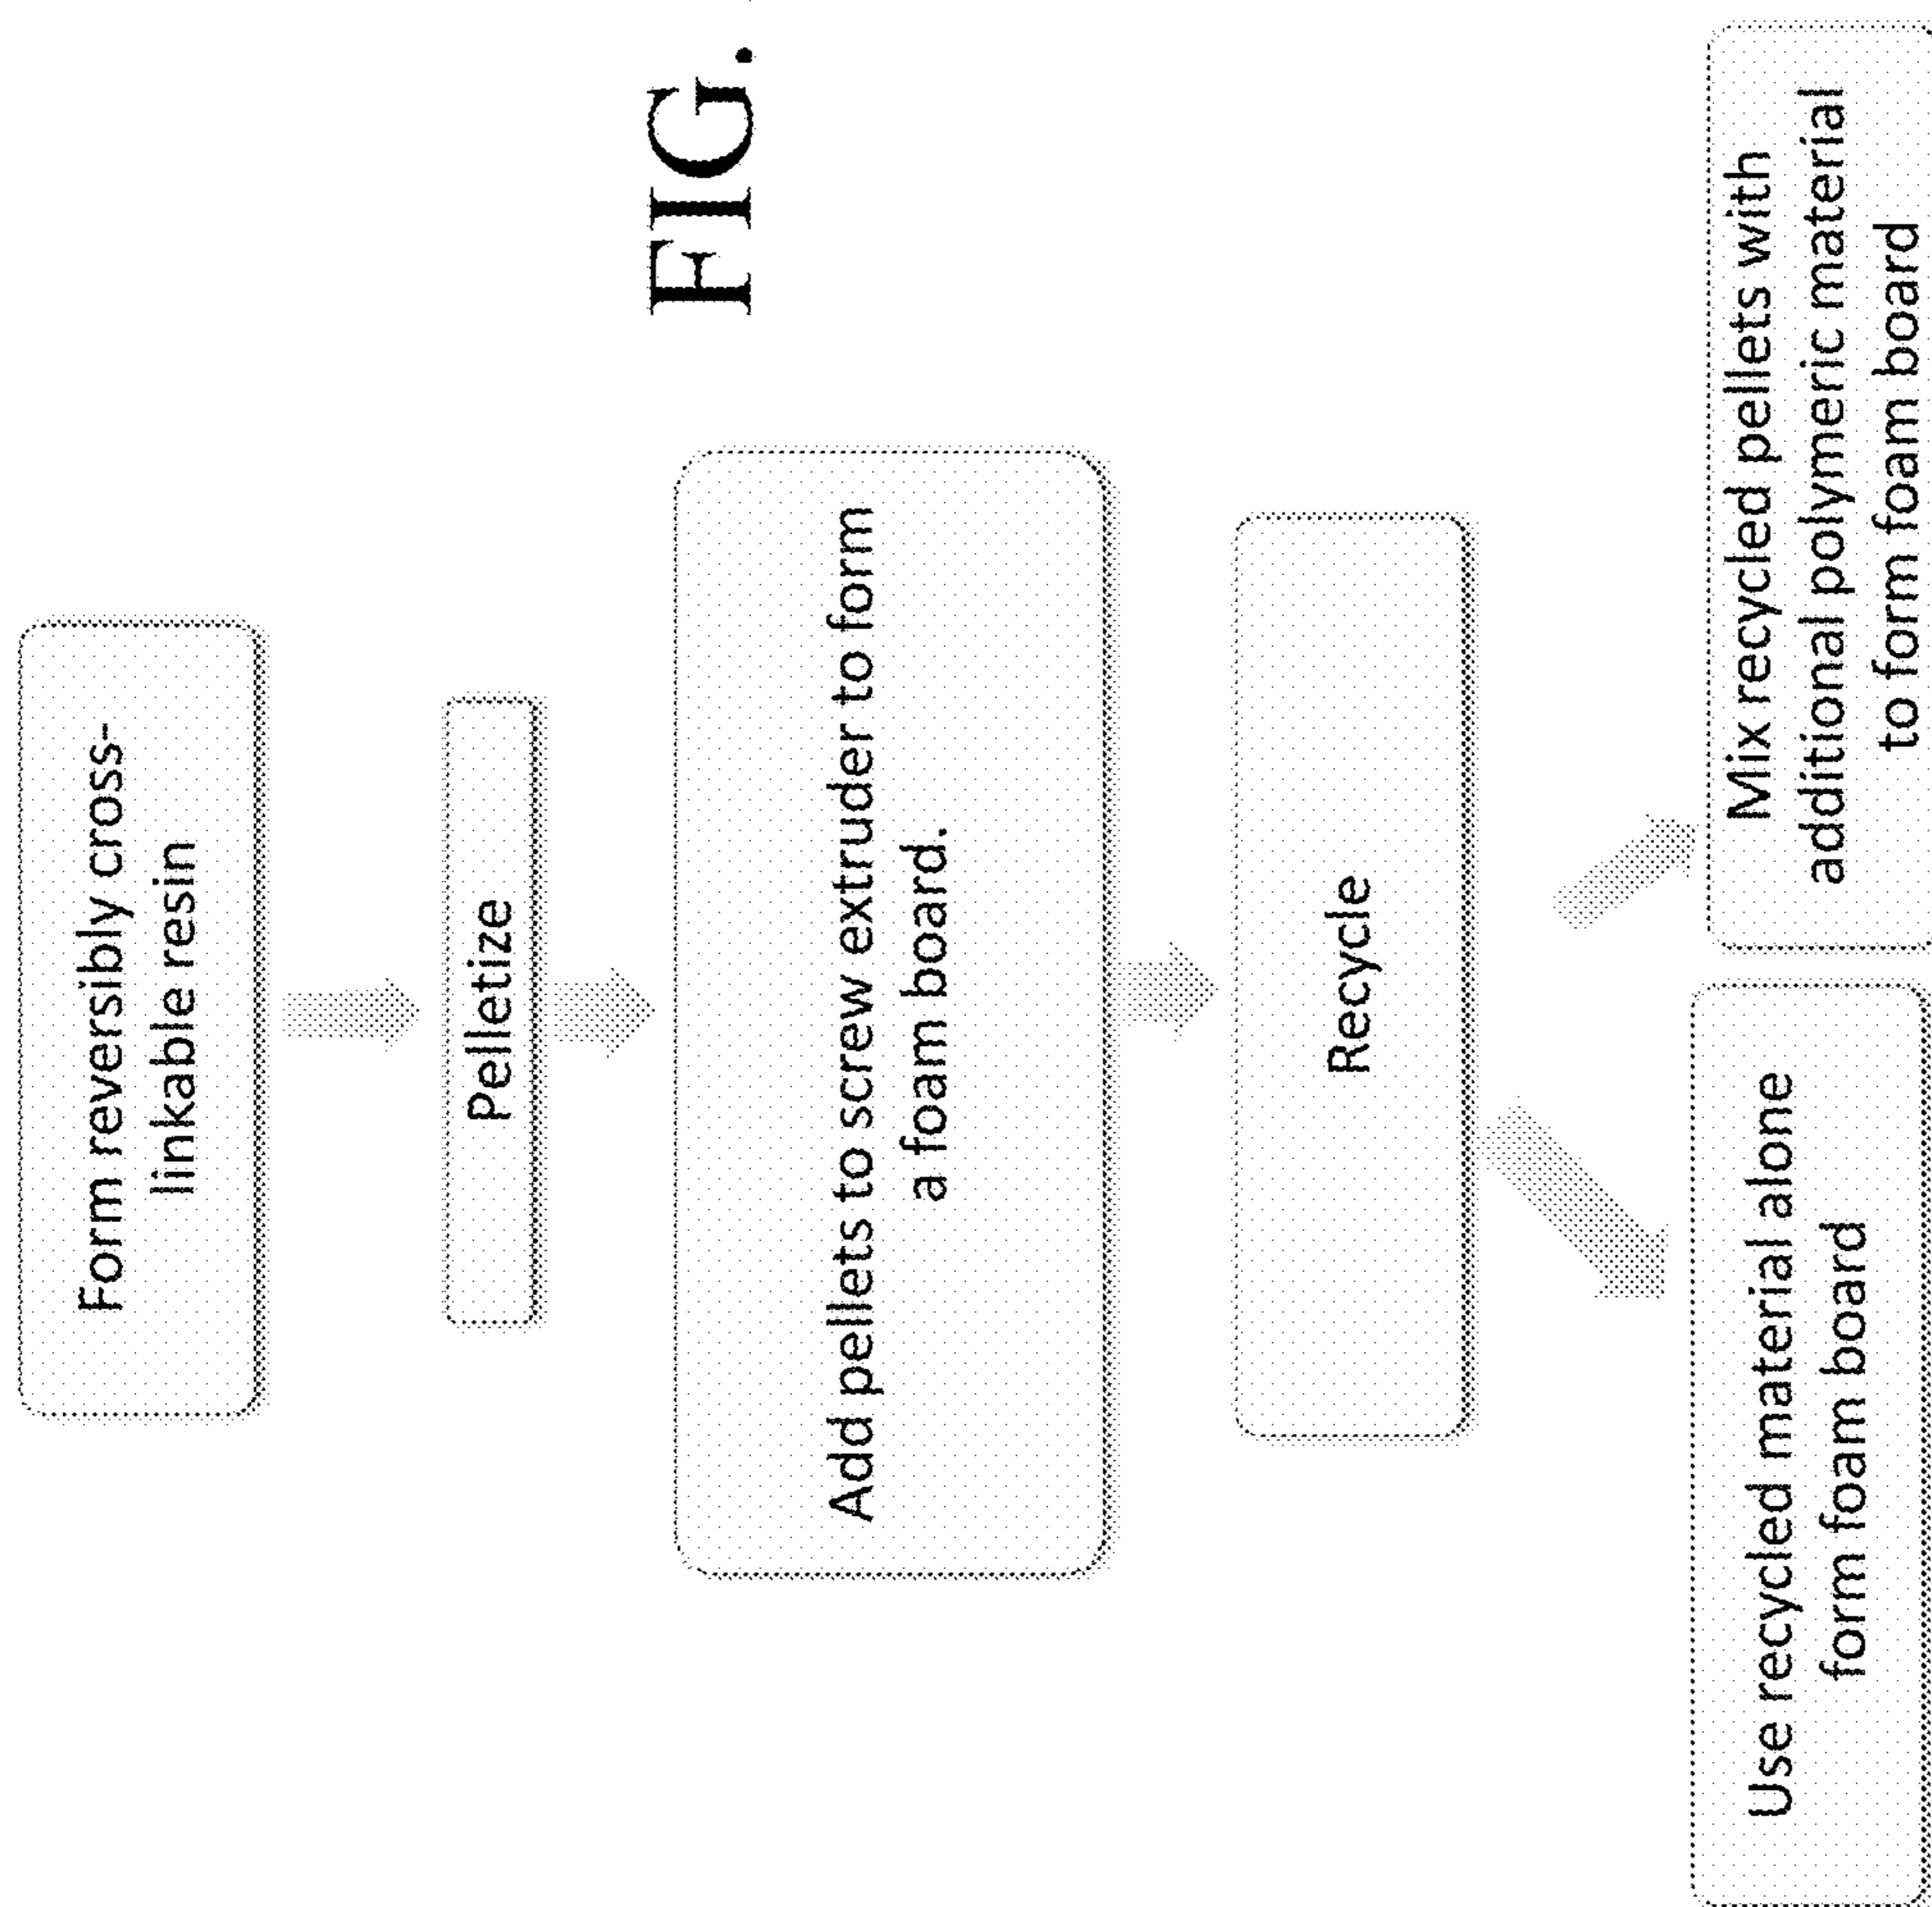 Form reversibly cross-
linkable resin
Pelletize
Add pellets to screw extruder to form
a foam board.
Recycle
Use recycled material alone
form foam board
Mix recycled pellets with
additional polymeric material
to form foam board
FIG.